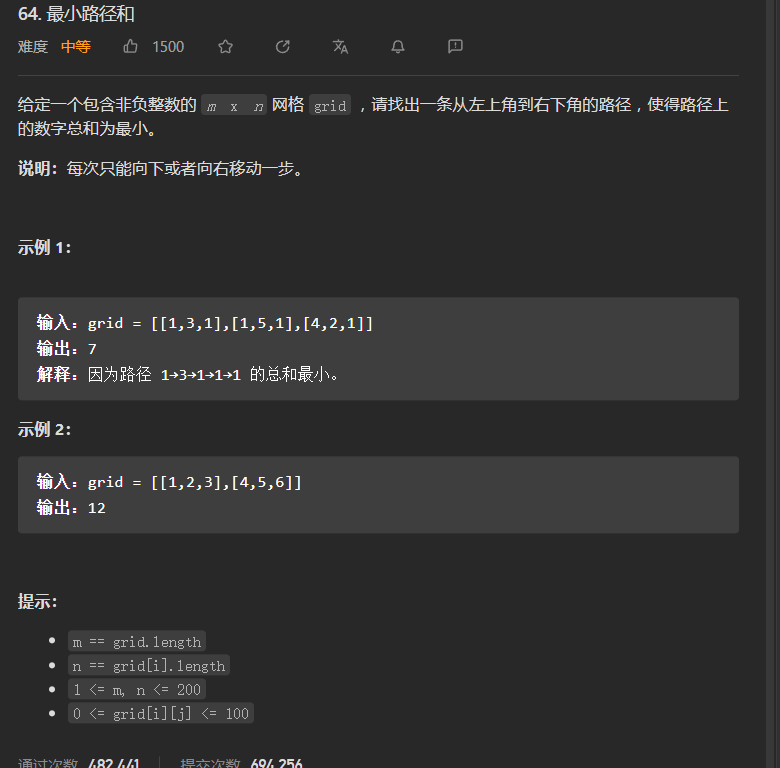 64. 最小路径和
难度 中等 1500
给定一个包含非负整数的 m x n 网格 grid ，请找出一条从左上角到右下角的路径，使得路径上
的数字总和为最小。
说明：每次只能向下或者向右移动一步。
示例 1：
输入：grid = [[1,3,1],[1,5,1],[4,2,1]]
输出：7
解释：因为路径 1→3→1→1→1 的总和最小。
示例 2：
输入：grid = [[1,2,3],[4,5,6]]
输出：12
提示：
m == grid.length
n == grid[i].length
1 <= m, n <= 200
0 <= grid[i][j] <= 100
通过次数 482,441 提交次数 694,256